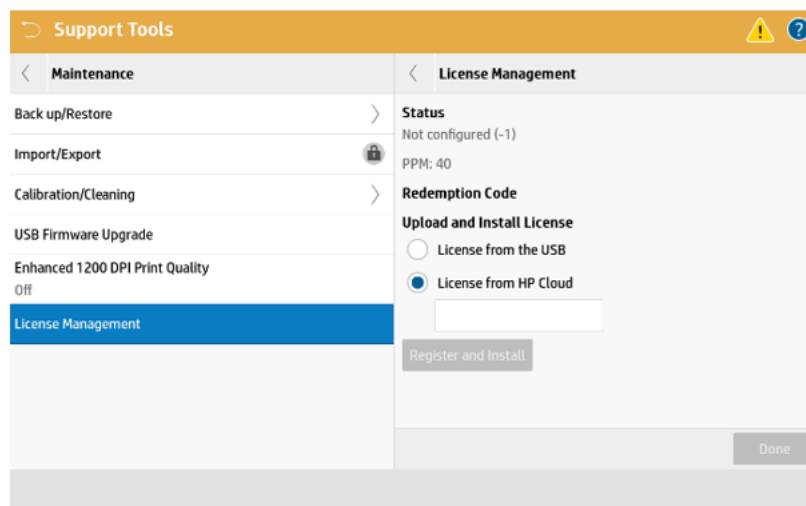 Support Tools
Maintenance
Back up/Restore
Import/Export
Calibration/Cleaning
USB Firmware Upgrade
Enhanced 1200 DPI Print Quality
Off
License Management
License Management
Status
Not configured (-1)
PPM: 40
Redemption Code
Upload and Install License
License from the USB
License from HP Cloud
Register and Install
Done